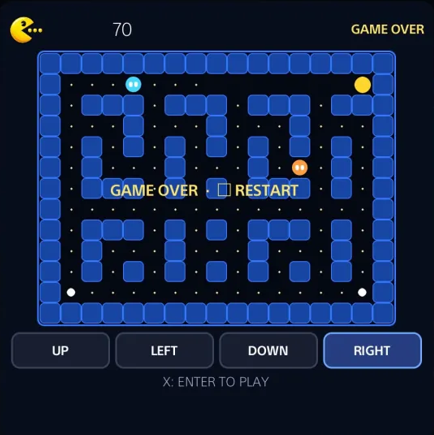 70
GAME OVER
GAME OVER · □ RESTART
UP
LEFT
DOWN
RIGHT
X: ENTER TO PLAY